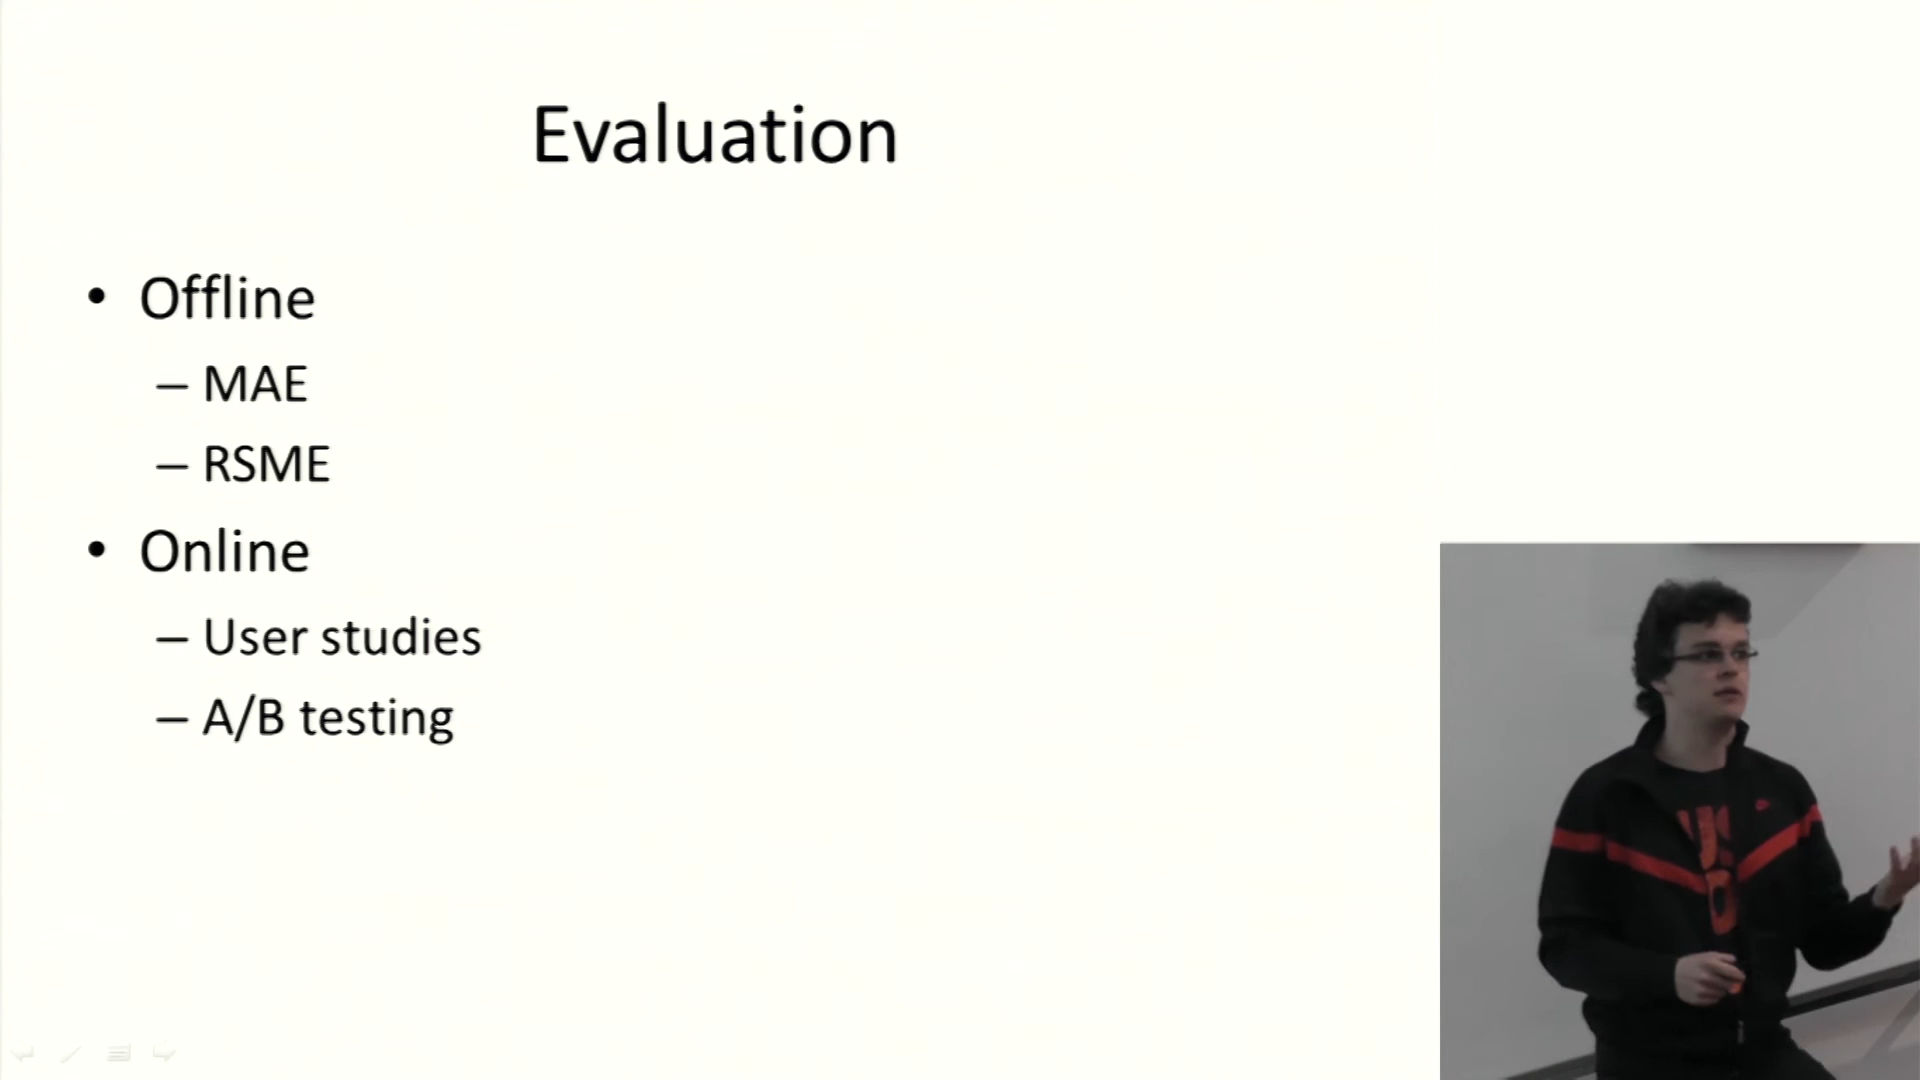 Evaluation
• Offline
– MAE
– RSME
• Online
– User studies
– A/B testing